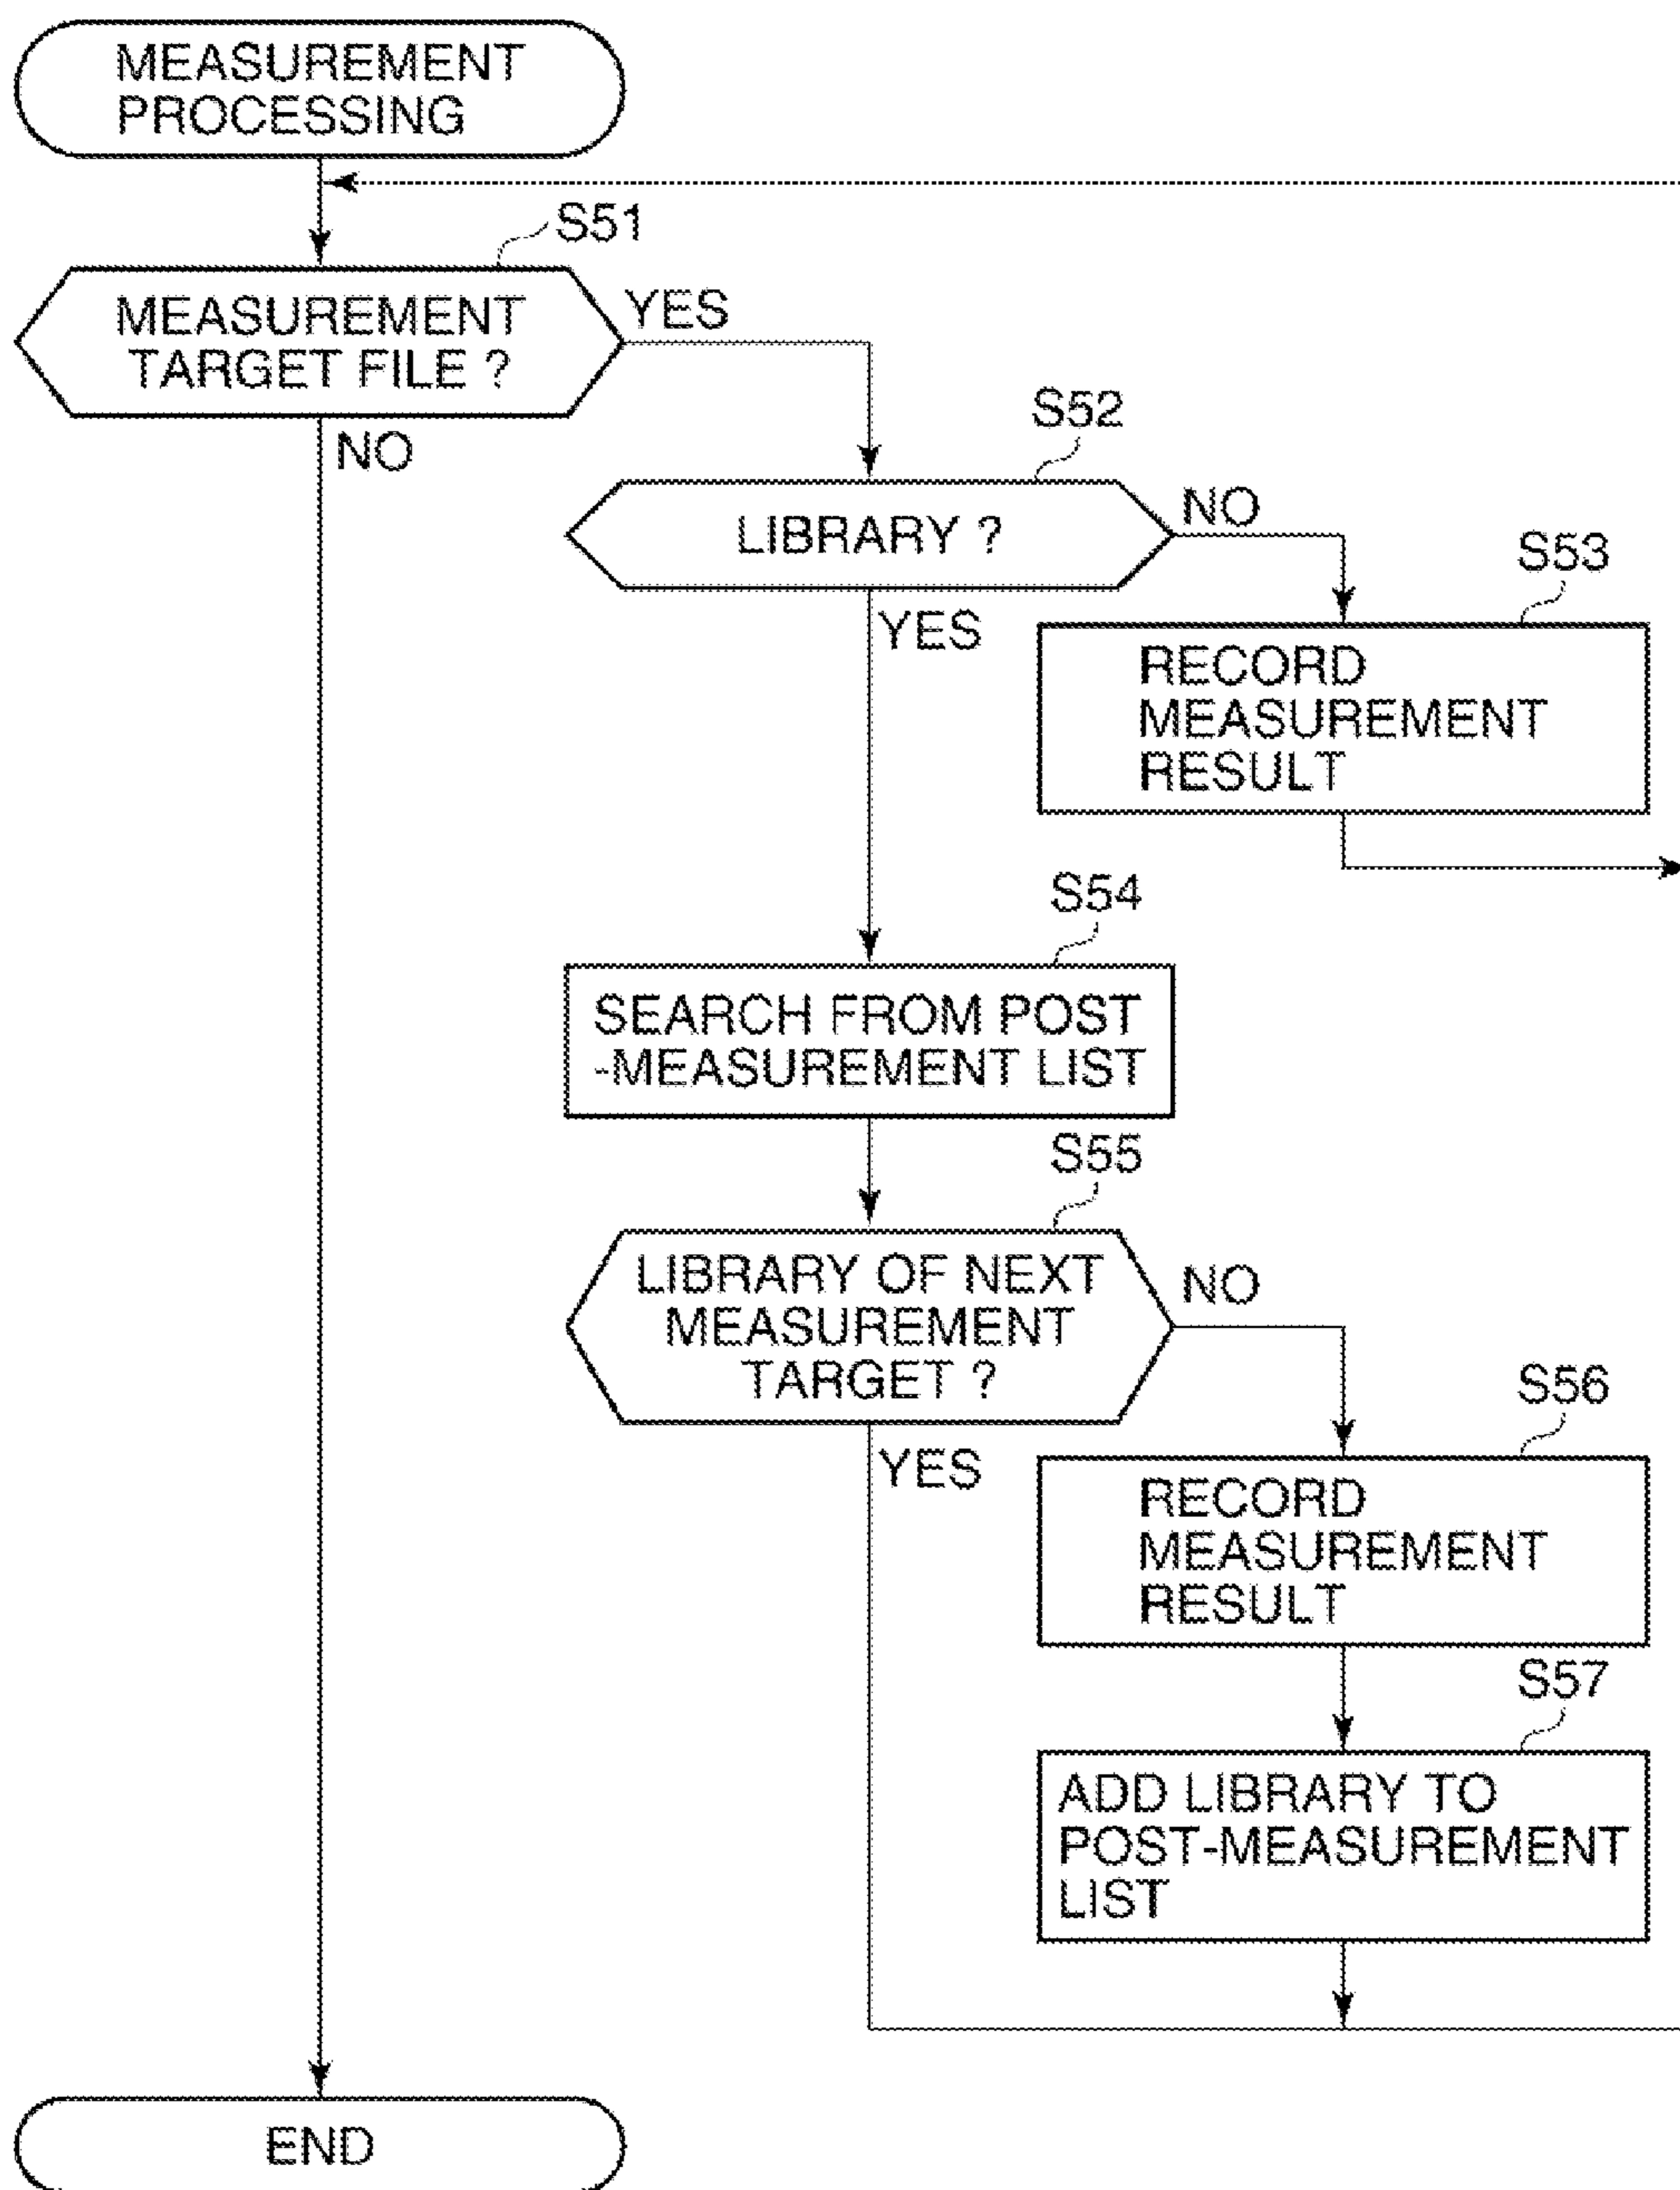 MEASUREMENT
PROCESSING
S51
MEASUREMENT
TARGET FILE ?
YES
NO
S52
LIBRARY ?
NO
YES
S53
RECORD
MEASUREMENT
RESULT
S54
SEARCH FROM POST
-MEASUREMENT LIST
S55
LIBRARY OF NEXT
MEASUREMENT
TARGET ?
NO
YES
S56
RECORD
MEASUREMENT
RESULT
S57
ADD LIBRARY TO
POST-MEASUREMENT
LIST
END